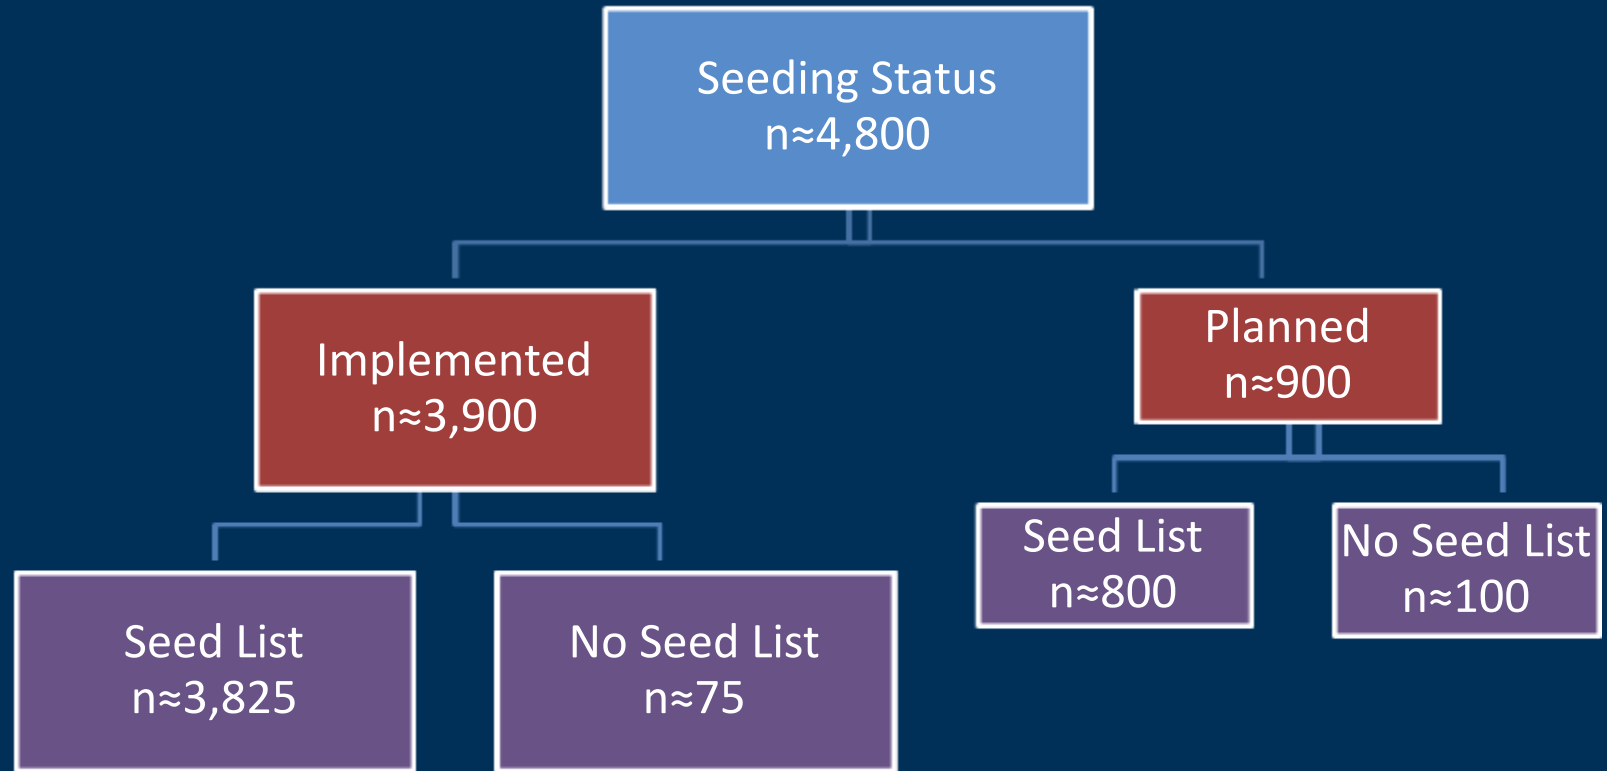 Seeding Status
n≈4,800
Implemented
n≈3,900
Planned
n≈900
Seed List
n≈3,825
No Seed List
n≈75
Seed List
n≈800
No Seed List
n≈100